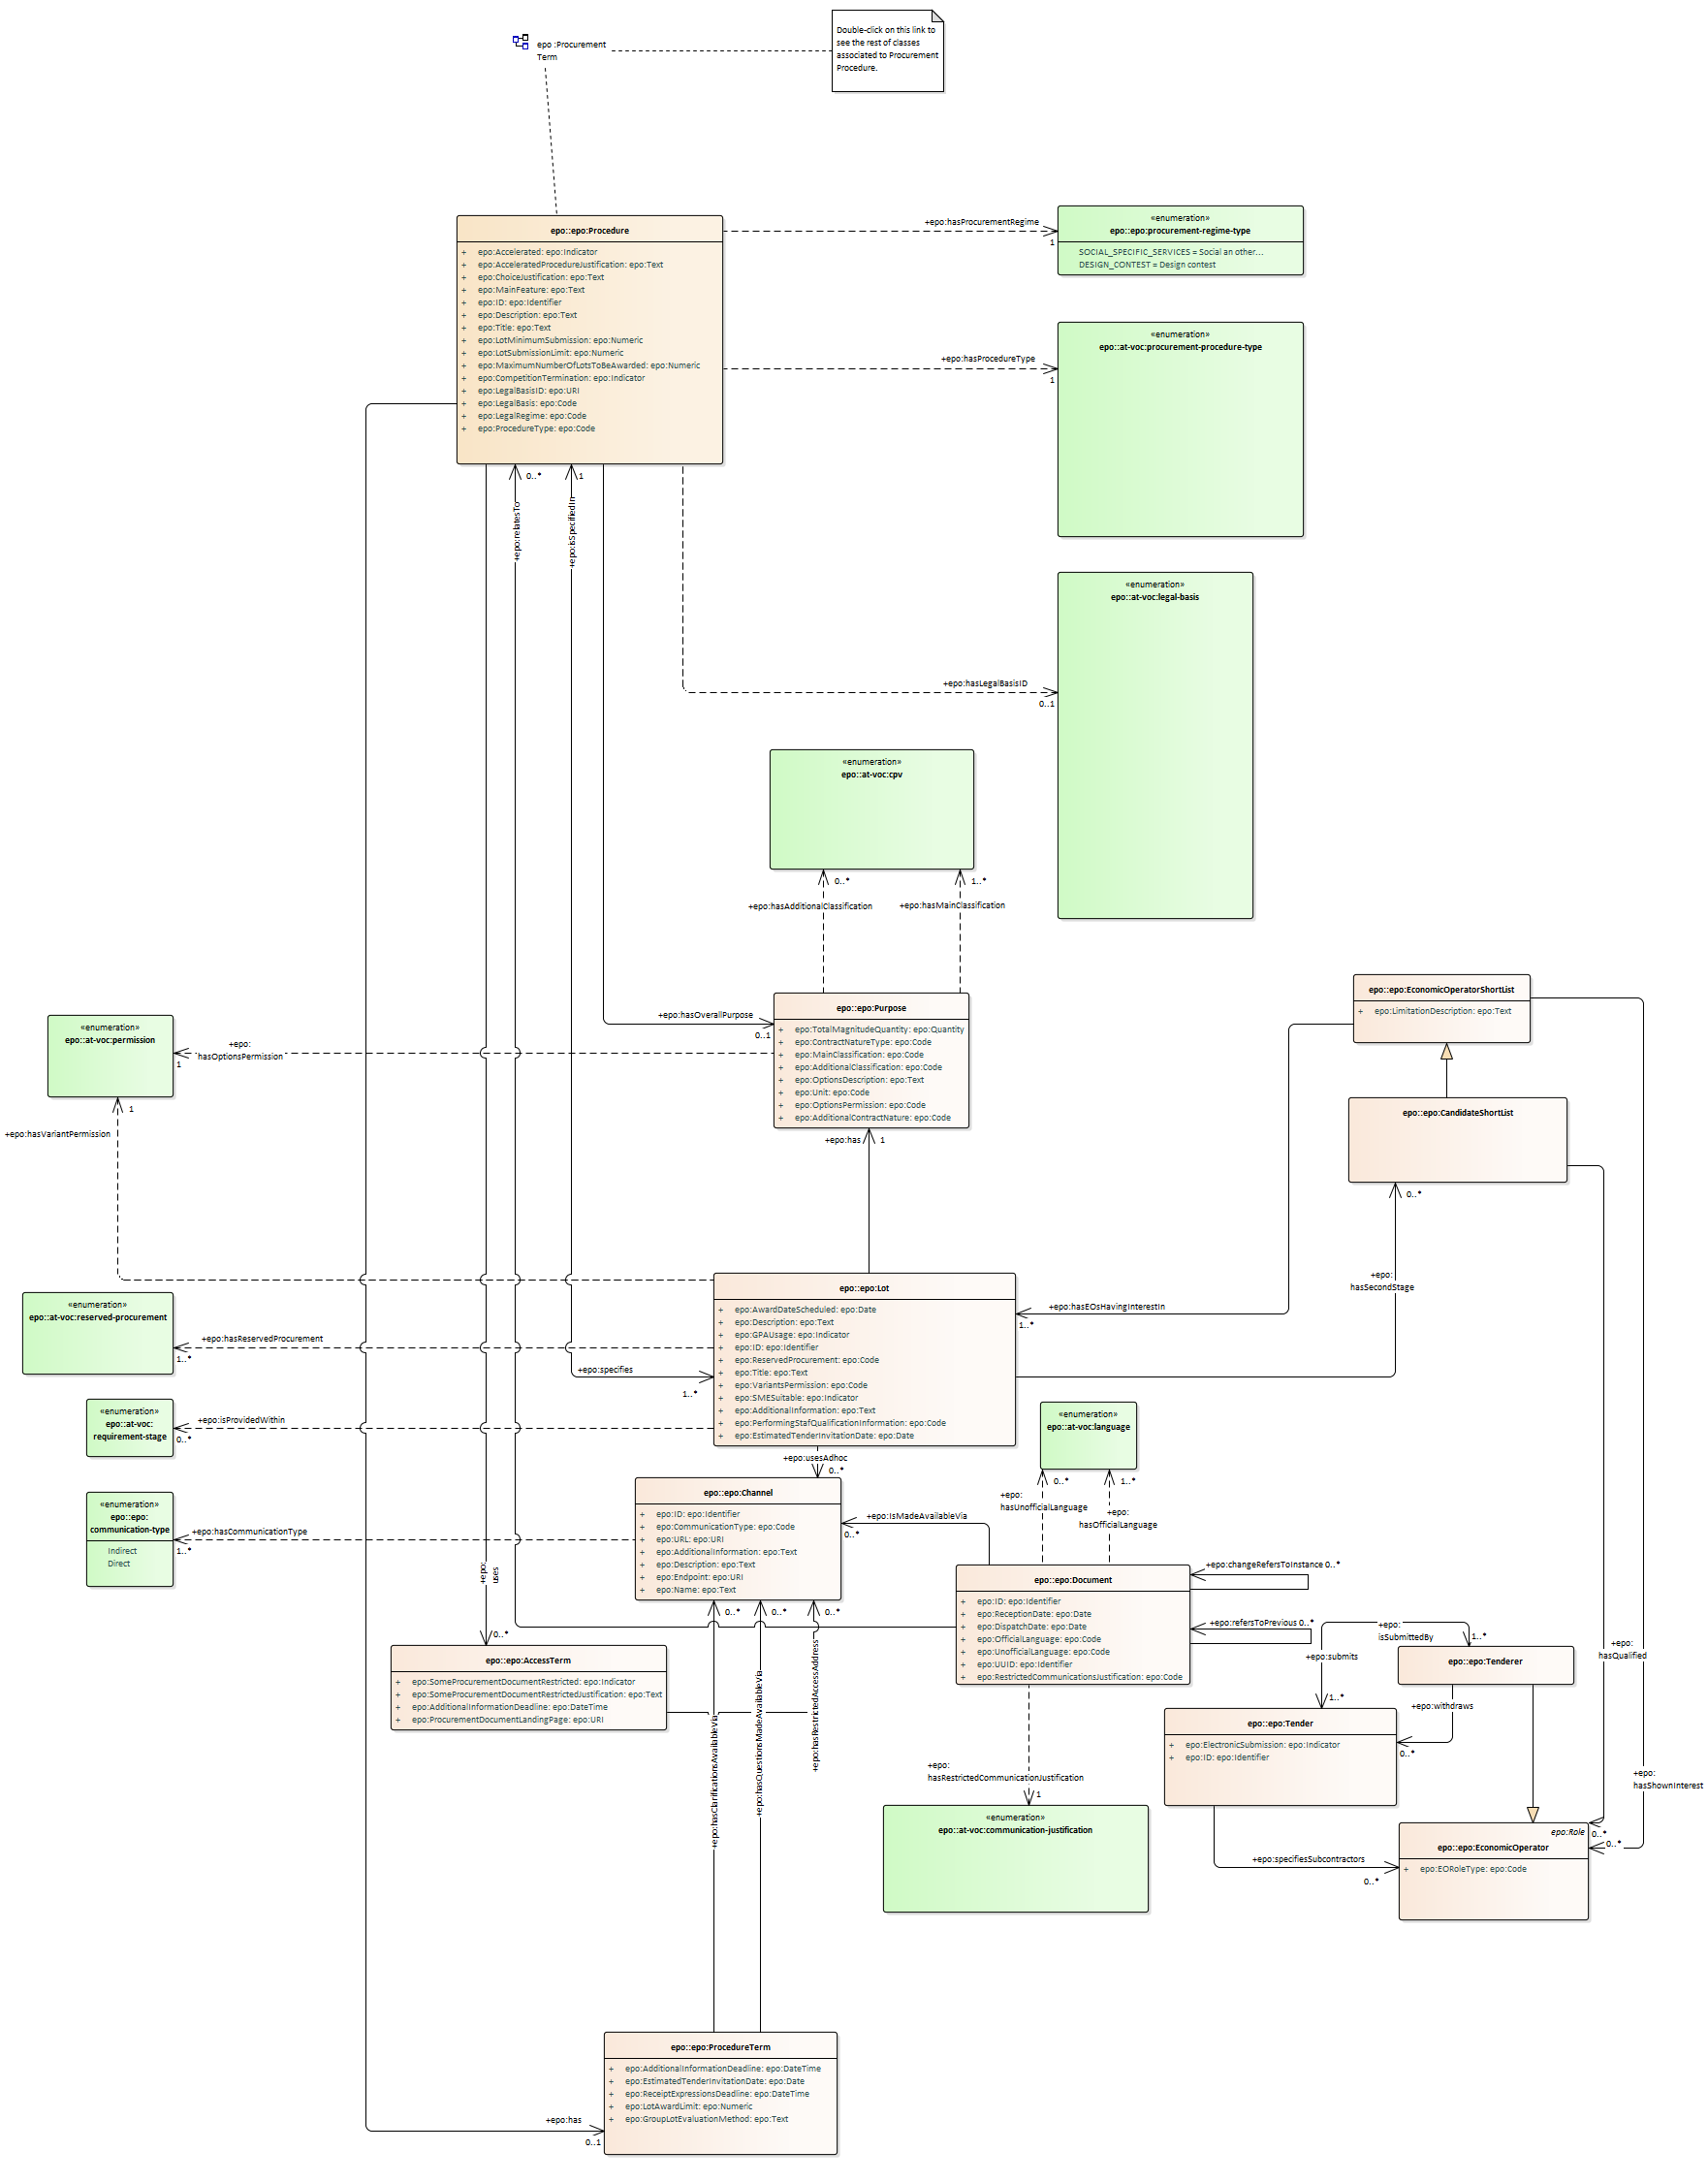 epo :Procurement
Term
Double-click on this link to
see the rest of classes
associated to Procurement
Procedure.
epo::epo:Procedure
+ epo:Accelerated: epo:Indicator
+ epo:AcceleratedProcedureJustification: epo:Text
+ epo:ChoiceJustification: epo:Text
+ epo:MainFeature: epo:Text
+ epo:ID: epo:Identifier
+ epo:Description: epo:Text
+ epo:Title: epo:Text
+ epo:LotMinimumSubmission: epo:Numeric
+ epo:LotSubmissionLimit: epo:Numeric
+ epo:MaximumNumberOfLotsToBeAwarded: epo:Numeric
+ epo:CompetitionTermination: epo:Indicator
+ epo:LegalBasisID: epo:URI
+ epo:LegalBasis: epo:Code
+ epo:LegalRegime: epo:Code
+ epo:ProcedureType: epo:Code
+epo:hasProcurementRegime
1
«enumeration»
epo::epo:procurement-regime-type
SOCIAL_SPECIFIC_SERVICES = Social an other...
DESIGN_CONTEST = Design contest
+epo:hasProcedureType
1
«enumeration»
epo::at-voc:procurement-procedure-type
0..*
+epo:relatesTo
1
+epo:isSpecifiedIn
«enumeration»
epo::at-voc:legal-basis
+epo:hasLegalBasisID
0..1
«enumeration»
epo::at-voc:cpv
0..*
+epo:hasAdditionalClassification
1..*
+epo:hasMainClassification
epo::epo:Purpose
+ epo:TotalMagnitudeQuantity: epo:Quantity
+ epo:ContractNatureType: epo:Code
+ epo:MainClassification: epo:Code
+ epo:AdditionalClassification: epo:Code
+ epo:OptionsDescription: epo:Text
+ epo:Unit: epo:Code
+ epo:OptionsPermission: epo:Code
+ epo:AdditionalContractNature: epo:Code
+epo:hasOverallPurpose
0..1
+epo:
hasOptionsPermission
1
«enumeration»
epo::at-voc:permission
1
+epo:hasVariantPermission
+epo:has
1
epo::epo:EconomicOperatorShortList
+ epo:LimitationDescription: epo:Text
epo::epo:CandidateShortList
0..*
+epo:
hasSecondStage
+epo:hasEOsHavingInterestIn
1..*
epo::epo:Lot
+ epo:AwardDateScheduled: epo:Date
+ epo:Description: epo:Text
+ epo:GPAUsage: epo:Indicator
+ epo:ID: epo:Identifier
+ epo:ReservedProcurement: epo:Code
+ epo:Title: epo:Text
+ epo:VariantsPermission: epo:Code
+ epo:SMESuitable: epo:Indicator
+ epo:AdditionalInformation: epo:Text
+ epo:PerformingStafQualificationInformation: epo:Code
+ epo:EstimatedTenderInvitationDate: epo:Date
«enumeration»
epo::at-voc:reserved-procurement
+epo:hasReservedProcurement
1..*
+epo:specifies
1..*
«enumeration»
epo::at-voc:
requirement-stage
+epo:isProvidedWithin
0..*
+epo:usesAdhoc
0..*
«enumeration»
epo::epo:
communication-type
Indirect
Direct
+epo:hasCommunicationType
1..*
epo::epo:Channel
+ epo:ID: epo:Identifier
+ epo:CommunicationType: epo:Code
+ epo:URL: epo:URI
+ epo:AdditionalInformation: epo:Text
+ epo:Description: epo:Text
+ epo:Endpoint: epo:URI
+ epo:Name: epo:Text
+epo:IsMadeAvailableVia
0..*
«enumeration»
epo::at-voc:language
0..*
+epo:
hasUnofficialLanguage
1..*
+epo:
hasOfficialLanguage
epo::epo:Document
+ epo:ID: epo:Identifier
+ epo:ReceptionDate: epo:Date
+ epo:DispatchDate: epo:Date
+ epo:OfficialLanguage: epo:Code
+ epo:UnofficialLanguage: epo:Code
+ epo:UUID: epo:Identifier
+ epo:RestrictedCommunicationsJustification: epo:Code
+epo:changeRefersToInstance 0..*
+epo:refersToPrevious 0..*
+epo:
uses
0..*
epo::epo:AccessTerm
+ epo:SomeProcurementDocumentRestricted: epo:Indicator
+ epo:SomeProcurementDocumentRestrictedJustification: epo:Text
+ epo:AdditionalInformationDeadline: epo:DateTime
+ epo:ProcurementDocumentLandingPage: epo:URI
0..*
+epo:hasClarificationsAvailableVia
0..*
+epo:hasQuestionsMadeAvailableVia
0..*
+epo:hasRestrictedAccessAddress
+epo:
isSubmittedBy
1..*
+epo:submits
1..*
epo::epo:Tenderer
+epo:withdraws
0..*
epo::epo:Tender
+ epo:ElectronicSubmission: epo:Indicator
+ epo:ID: epo:Identifier
+epo:
hasQualified
0..*
+epo:
hasShownInterest
0..*
+epo:
hasRestrictedCommunicationJustification
1
«enumeration»
epo::at-voc:communication-justification
epo:Role
epo::epo:EconomicOperator
+ epo:EORoleType: epo:Code
+epo:specifiesSubcontractors
0..*
epo::epo:ProcedureTerm
+ epo:AdditionalInformationDeadline: epo:DateTime
+ epo:EstimatedTenderInvitationDate: epo:Date
+ epo:ReceiptExpressionsDeadline: epo:DateTime
+ epo:LotAwardLimit: epo:Numeric
+ epo:GroupLotEvaluationMethod: epo:Text
+epo:has
0..1